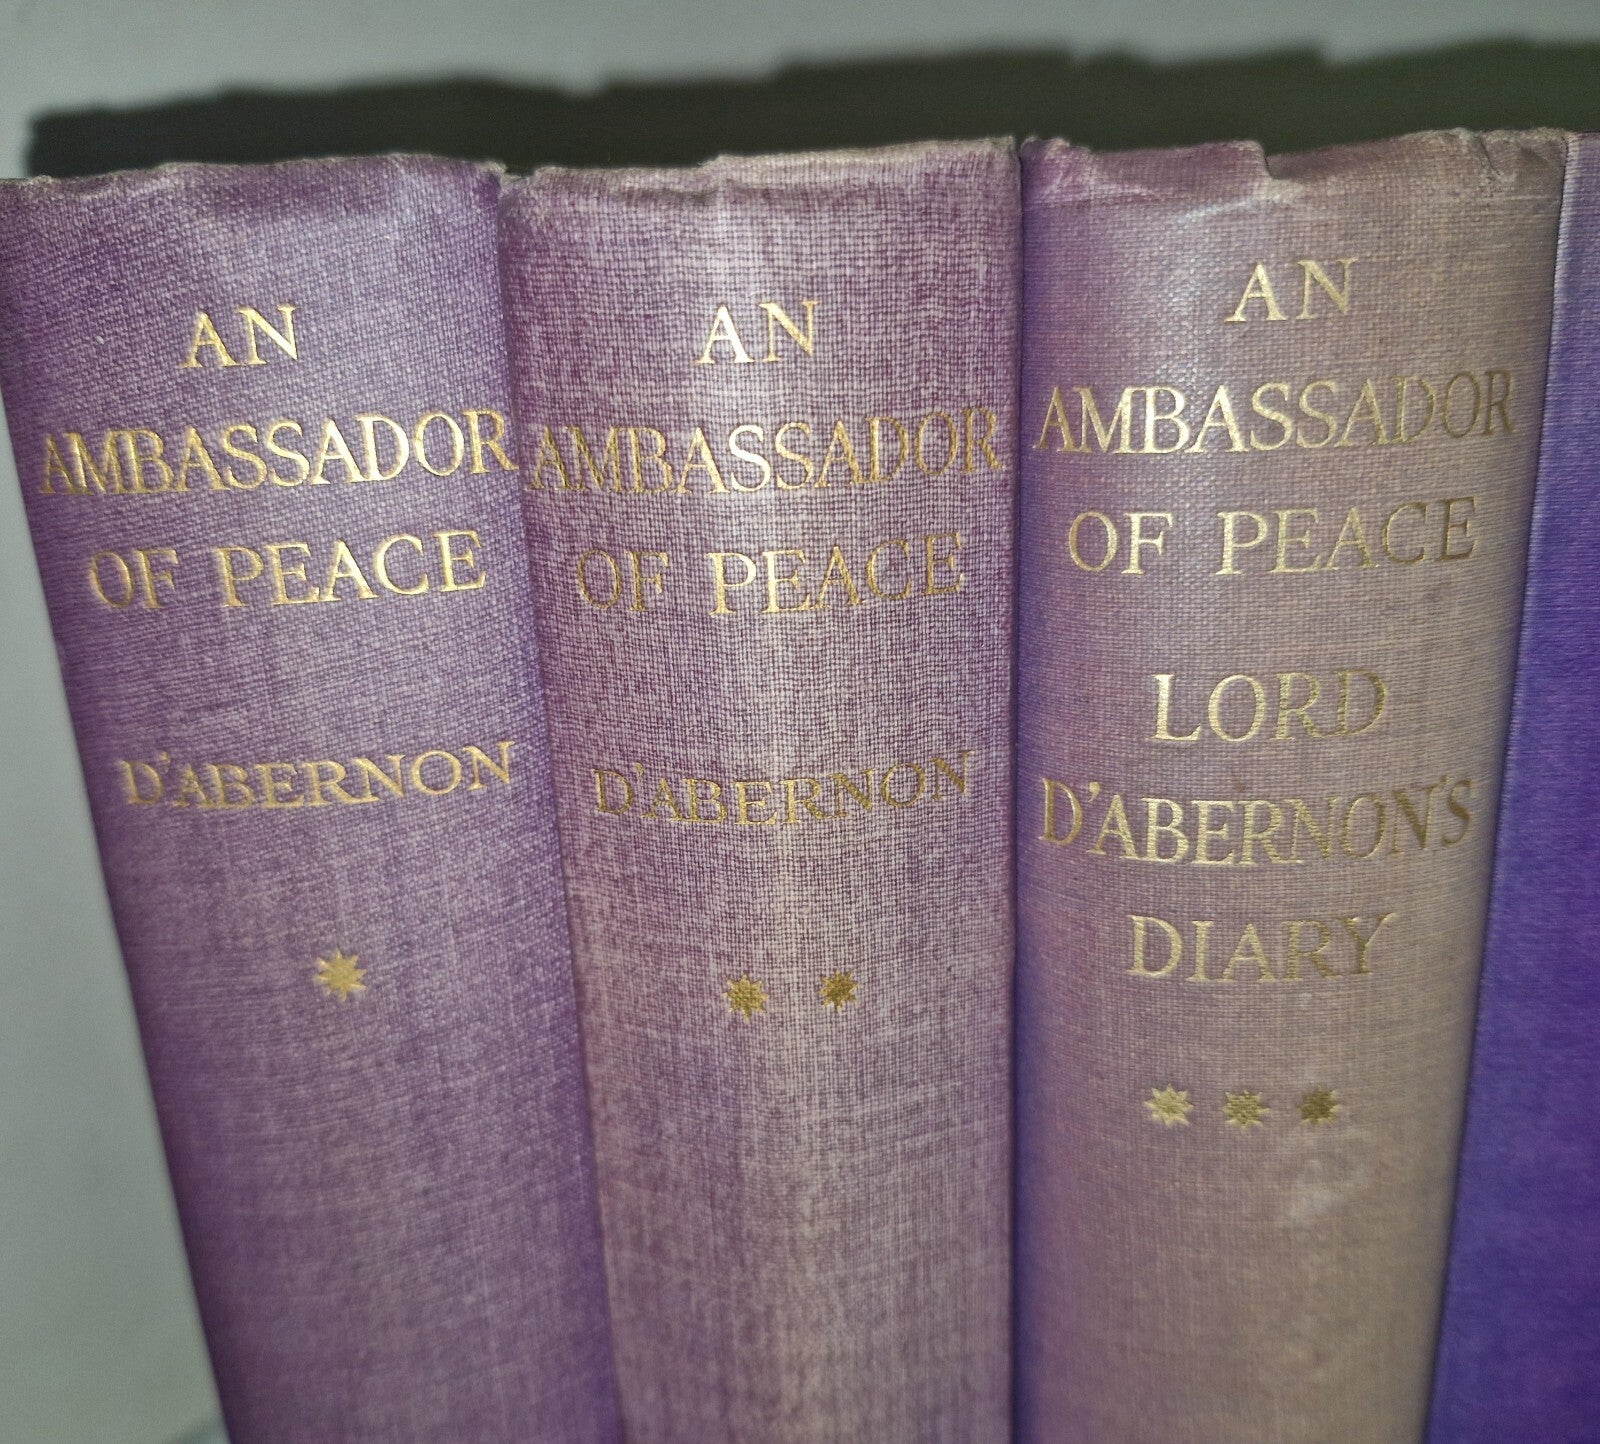 AN
AMBASSADOR
OF PEACE
D'ABERNON
AN
AMBASSADOR
OF PEACE
D'ABERNON
AN
AMBASSADOR
OF PEACE
LORD
D'ABERNON'S
DIARY